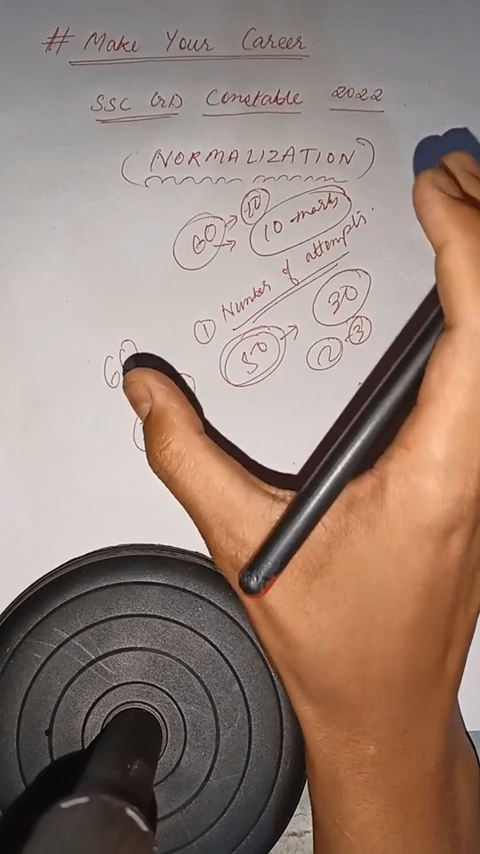 # Make Your Career
SSC GD Constable 2022
(NORMALIZATION)
60 → 10 marks
① Number of attempts.
50 → 30
2 - 3